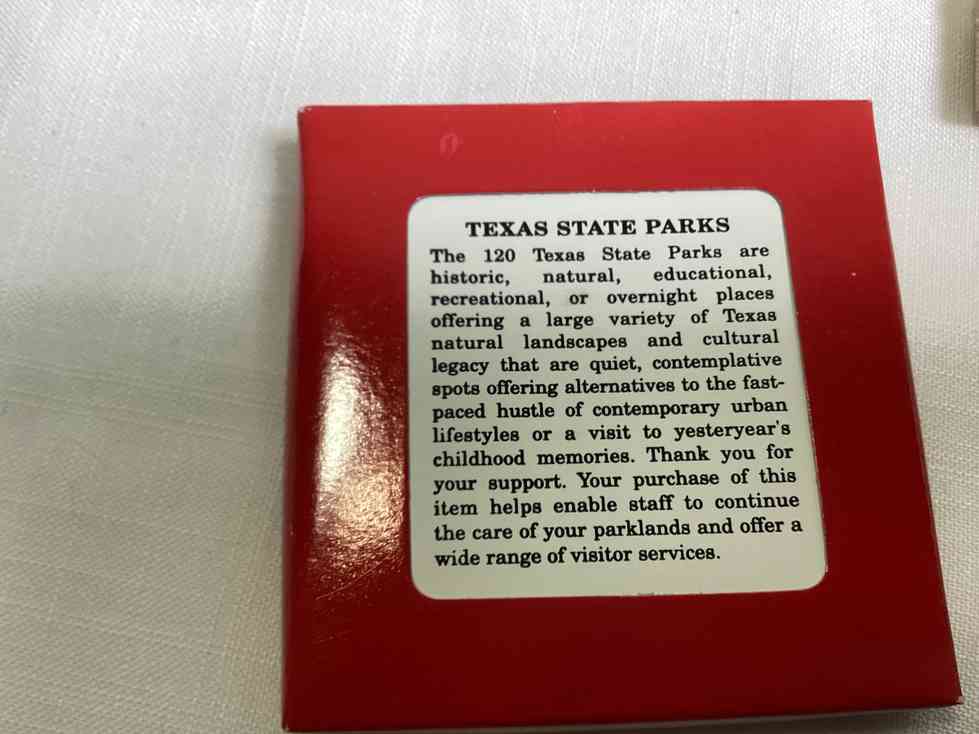 TEXAS STATE PARKS
The 120 Texas State Parks are
historic, natural, educational,
recreational, or overnight places
offering a large variety of Texas
natural landscapes and cultural
legacy that are quiet, contemplative
spots offering alternatives to the fast-
paced hustle of contemporary urban
lifestyles or a visit to yesteryear's
childhood memories. Thank you for
your support. Your purchase of this
item helps enable staff to continue
the care of your parklands and offer a
wide range of visitor services.